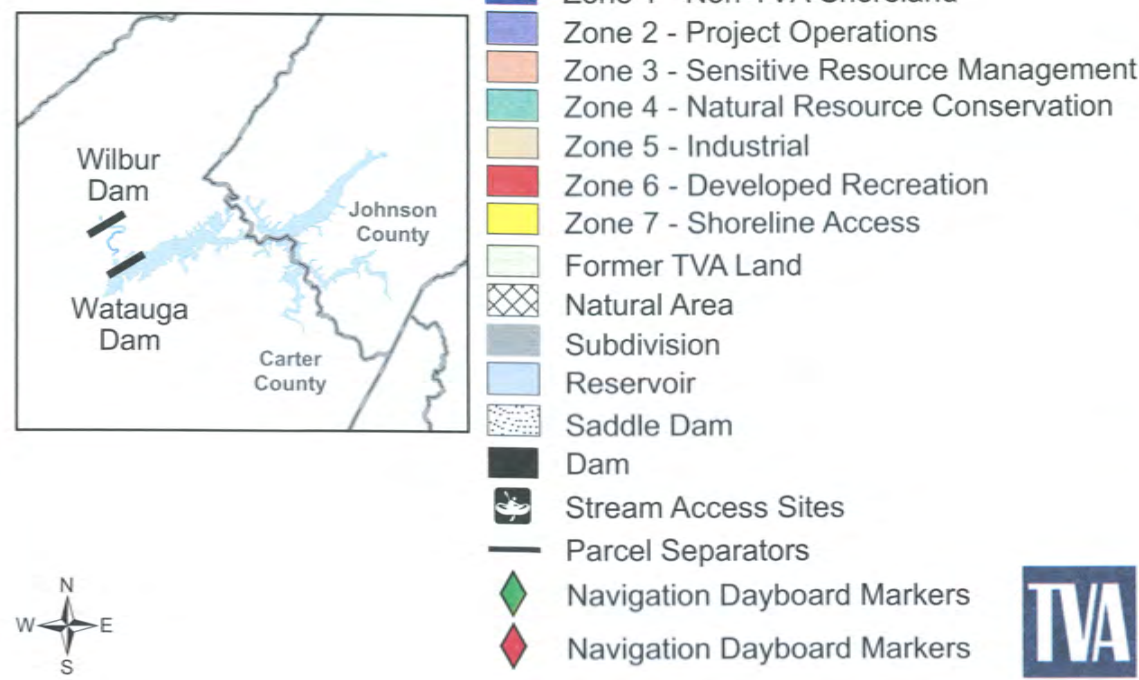 Zone 2 - Project Operations
Zone 3 - Sensitive Resource Management
Zone 4 - Natural Resource Conservation
Zone 5 - Industrial
Zone 6 - Developed Recreation
Zone 7 - Shoreline Access
Former TVA Land
Natural Area
Subdivision
Reservoir
Saddle Dam
Dam
Stream Access Sites
Parcel Separators
Navigation Dayboard Markers
Navigation Dayboard Markers
Wilbur
Dam
Watauga
Dam
Johnson
County
Carter
County
N
W E
S
TVA